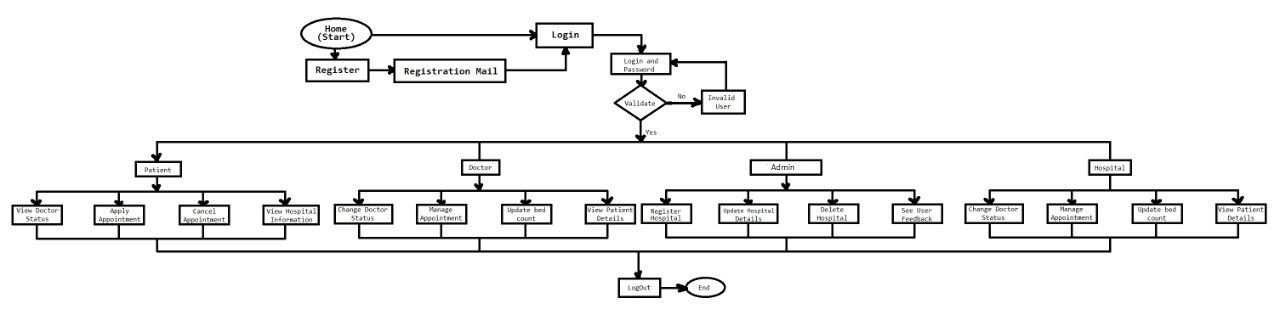 Home
(Start)
Login
Register
Registration Mail
Login and
Password
Validate
No
Invalid
User
Yes
Patient
Doctor
Admin
Hospital
View Doctor
Status
Apply
Appointment
Cancel
Appointment
View Hospital
Information
Change Doctor
Status
Manage
Appointment
Update bed
count
View Patient
Details
Register
Hospital
Update Hospital
Details
Delete
Hospital
See User
Feedback
Change Doctor
Status
Manage
Appointment
Update bed
count
View Patient
Details
LogOut
End